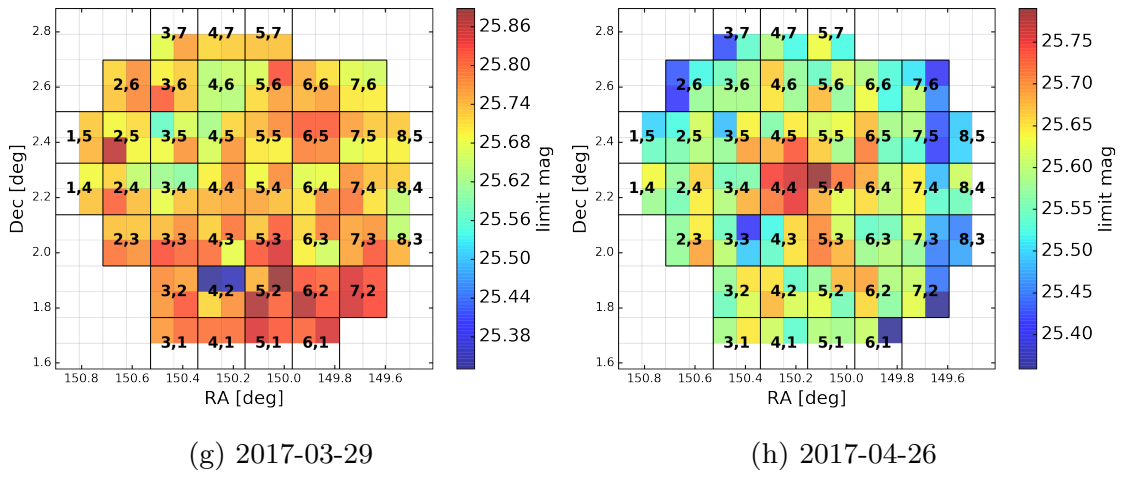 2.8
2.6
2.4
2.2
2.0
1.8
1.6
Dec [deg]
3,7 4,7 5,7
2,6 3,6 4,6 5,6 6,6 7,6
1,5 2,5 3,5 4,5 5,5 6,5 7,5 8,5
1,4 2,4 3,4 4,4 5,4 6,4 7,4 8,4
2,3 3,3 4,3 5,3 6,3 7,3 8,3
3,2 4,2 5,2 6,2 7,2
3,1 4,1 5,1 6,1
150.8 150.6 150.4 150.2 150.0 149.8 149.6
RA [deg]
25.86
25.80
25.74
25.68
25.62
25.56
25.50
25.44
25.38
limit mag
(g) 2017-03-29
2.8
2.6
2.4
2.2
2.0
1.8
1.6
Dec [deg]
3,7 4,7 5,7
2,6 3,6 4,6 5,6 6,6 7,6
1,5 2,5 3,5 4,5 5,5 6,5 7,5 8,5
1,4 2,4 3,4 4,4 5,4 6,4 7,4 8,4
2,3 3,3 4,3 5,3 6,3 7,3 8,3
3,2 4,2 5,2 6,2 7,2
3,1 4,1 5,1 6,1
150.8 150.6 150.4 150.2 150.0 149.8 149.6
RA [deg]
25.75
25.70
25.65
25.60
25.55
25.50
25.45
25.40
limit mag
(h) 2017-04-26